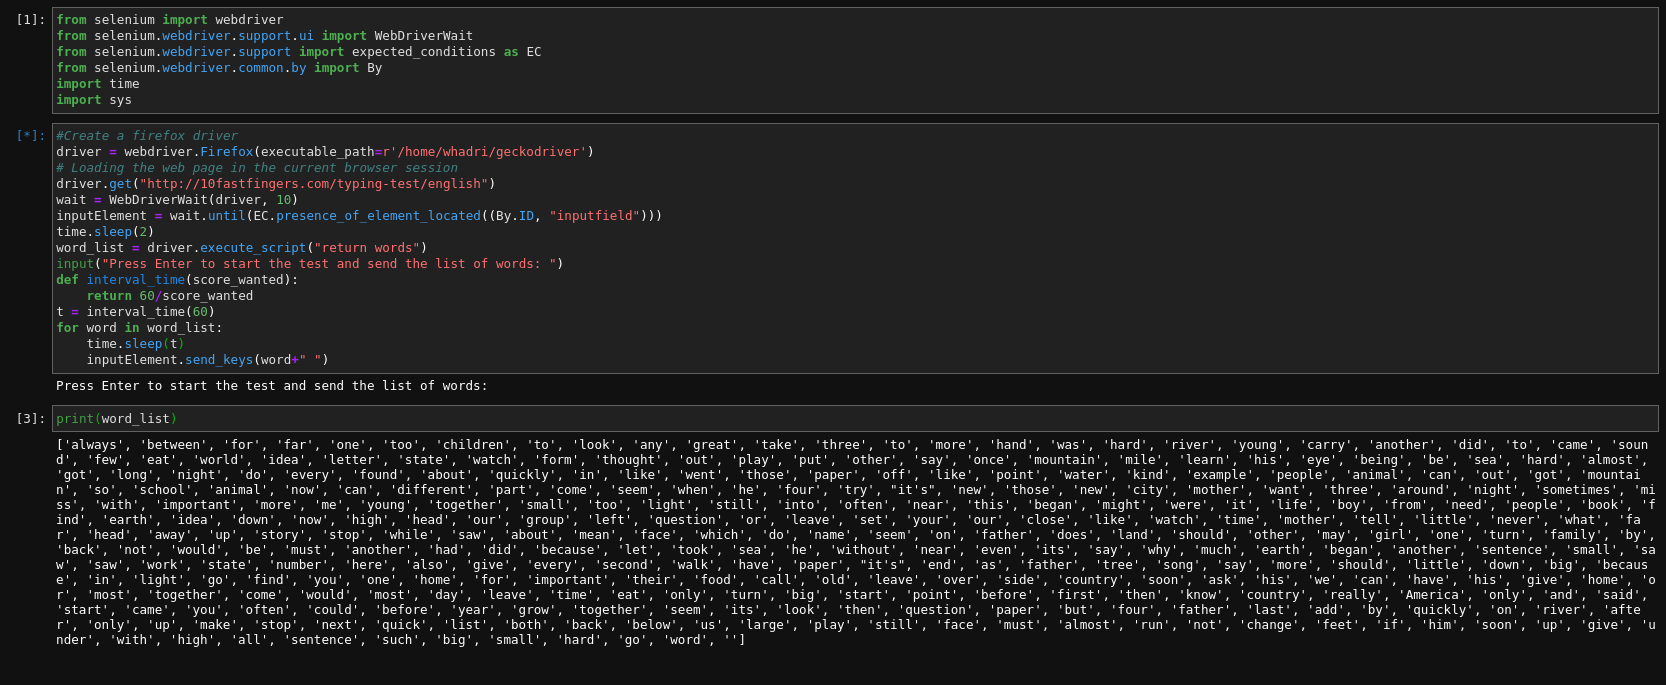 [1]: from selenium import webdriver
from selenium.webdriver.support.ui import WebDriverWait
from selenium.webdriver.support import expected_conditions as EC
from selenium.webdriver.common.by import By
import time
import sys
[*]: #Create a firefox driver
driver = webdriver.Firefox(executable_path=r'/home/whadri/geckodriver')
# Loading the web page in the current browser session
driver.get("http://10fastfingers.com/typing-test/english")
wait = WebDriverWait(driver, 10)
inputElement = wait.until(EC.presence_of_element_located((By.ID, "inputfield")))
time.sleep(2)
word_list = driver.execute_script("return words")
input("Press Enter to start the test and send the list of words: ")
def interval_time(score_wanted):
    return 60/score_wanted
t = interval_time(60)
for word in word_list:
    time.sleep(t)
    inputElement.send_keys(word+" ")
Press Enter to start the test and send the list of words:
[3]: print(word_list)
['always', 'between', 'for', 'far', 'one', 'too', 'children', 'to', 'look', 'any', 'great', 'take', 'three', 'to', 'more', 'hand', 'was', 'hard', 'river', 'young', 'carry', 'another', 'did', 'to', 'came', 'soun
d', 'few', 'eat', 'world', 'idea', 'letter', 'state', 'watch', 'form', 'thought', 'out', 'play', 'put', 'other', 'say', 'once', 'mountain', 'mile', 'learn', 'his', 'eye', 'being', 'be', 'sea', 'hard', 'almost',
'got', 'long', 'night', 'do', 'every', 'found', 'about', 'quickly', 'in', 'like', 'went', 'those', 'paper', 'off', 'like', 'point', 'water', 'kind', 'example', 'people', 'animal', 'can', 'out', 'got', 'mountai
n', 'so', 'school', 'animal', 'now', 'can', 'different', 'part', 'come', 'seem', 'when', 'he', 'four', 'try', "it's", 'new', 'those', 'new', 'city', 'mother', 'want', 'three', 'around', 'night', 'sometimes', 'mi
ss', 'with', 'important', 'more', 'me', 'young', 'together', 'small', 'too', 'light', 'still', 'into', 'often', 'near', 'this', 'began', 'might', 'were', 'it', 'life', 'boy', 'from', 'need', 'people', 'book', 'f
ind', 'earth', 'idea', 'down', 'now', 'high', 'head', 'our', 'group', 'left', 'question', 'or', 'leave', 'set', 'your', 'our', 'close', 'like', 'watch', 'time', 'mother', 'tell', 'little', 'never', 'what', 'fa
r', 'head', 'away', 'up', 'story', 'stop', 'while', 'saw', 'about', 'mean', 'face', 'which', 'do', 'name', 'seem', 'on', 'father', 'does', 'land', 'should', 'other', 'may', 'girl', 'one', 'turn', 'family', 'by',
'back', 'not', 'would', 'be', 'must', 'another', 'had', 'did', 'because', 'let', 'took', 'sea', 'he', 'without', 'near', 'even', 'its', 'say', 'why', 'much', 'earth', 'began', 'another', 'sentence', 'small', 'sa
w', 'saw', 'work', 'state', 'number', 'here', 'also', 'give', 'every', 'second', 'walk', 'have', 'paper', "it's", 'end', 'as', 'father', 'tree', 'song', 'say', 'more', 'should', 'little', 'down', 'big', 'becaus
e', 'in', 'light', 'go', 'find', 'you', 'one', 'home', 'for', 'important', 'their', 'food', 'call', 'old', 'leave', 'over', 'side', 'country', 'soon', 'ask', 'his', 'we', 'can', 'have', 'his', 'give', 'home', 'o
r', 'most', 'together', 'come', 'would', 'most', 'day', 'leave', 'time', 'eat', 'only', 'turn', 'big', 'start', 'point', 'before', 'first', 'then', 'know', 'country', 'really', 'America', 'only', 'and', 'said',
'start', 'came', 'you', 'often', 'could', 'before', 'year', 'grow', 'together', 'seem', 'its', 'look', 'then', 'question', 'paper', 'but', 'four', 'father', 'last', 'add', 'by', 'quickly', 'on', 'river', 'afte
r', 'only', 'up', 'make', 'stop', 'next', 'quick', 'list', 'both', 'back', 'below', 'us', 'large', 'play', 'still', 'face', 'must', 'almost', 'run', 'not', 'change', 'feet', 'if', 'him', 'soon', 'up', 'give', 'u
nder', 'with', 'high', 'all', 'sentence', 'such', 'big', 'small', 'hard', 'go', 'word', '']